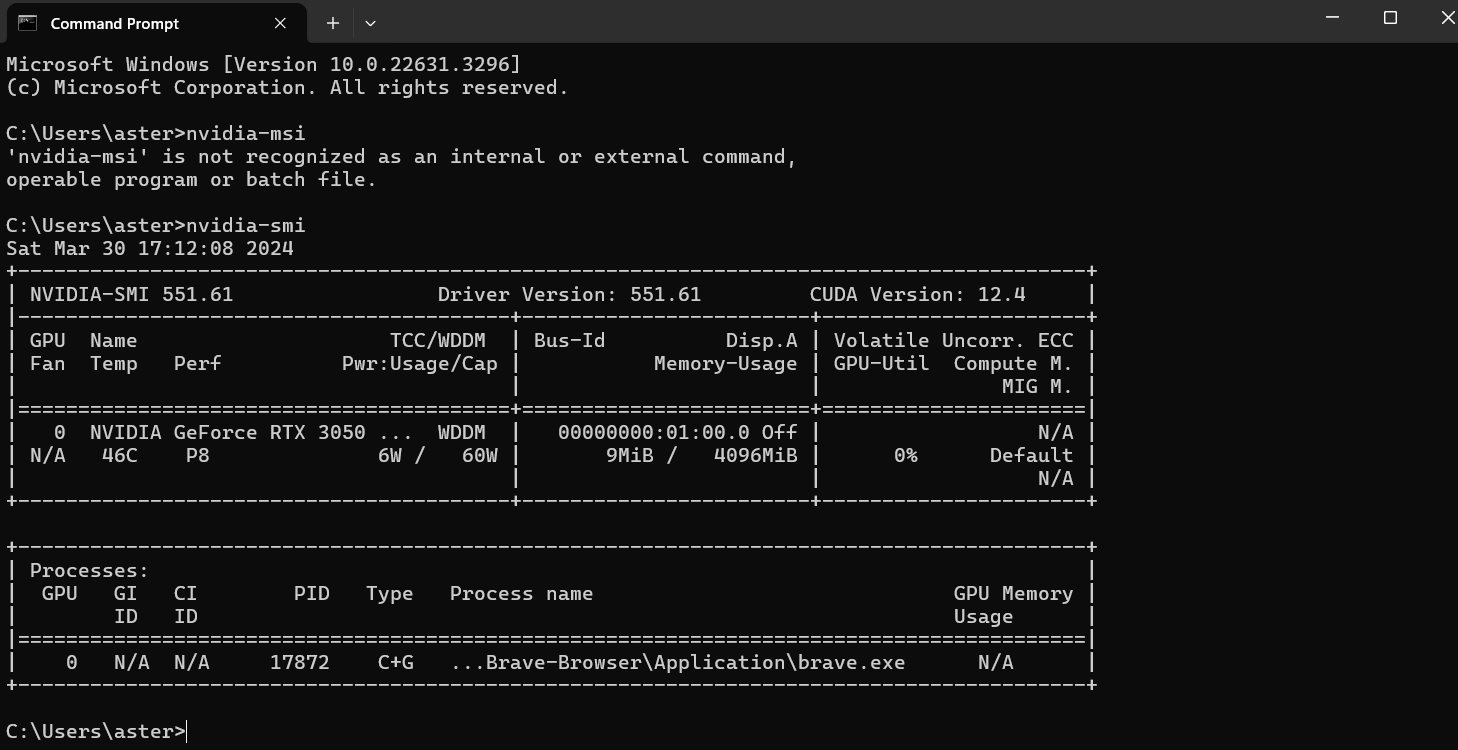 Command Prompt
Microsoft Windows [Version 10.0.22631.3296]
(c) Microsoft Corporation. All rights reserved.
C:\Users\aster>nvidia-msi
'nvidia-msi' is not recognized as an internal or external command,
operable program or batch file.
C:\Users\aster>nvidia-smi
Sat Mar 30 17:12:08 2024
+-----------------------------------------------------------------------------------------+
| NVIDIA-SMI 551.61                 Driver Version: 551.61         CUDA Version: 12.4     |
|-----------------------------------------+------------------------+----------------------+
| GPU  Name                     TCC/WDDM  | Bus-Id          Disp.A | Volatile Uncorr. ECC |
| Fan  Temp   Perf          Pwr:Usage/Cap |           Memory-Usage | GPU-Util  Compute M. |
|                                         |                        |               MIG M. |
|=========================================+========================+======================|
|   0  NVIDIA GeForce RTX 3050 ...  WDDM  |   00000000:01:00.0 Off |                  N/A |
| N/A   46C    P8              6W /   60W |       9MiB /   4096MiB |      0%      Default |
|                                         |                        |                  N/A |
+-----------------------------------------+------------------------+----------------------+
+-----------------------------------------------------------------------------------------+
| Processes:                                                                              |
|  GPU   GI   CI        PID   Type   Process name                              GPU Memory |
|        ID   ID                                                               Usage      |
|=========================================================================================|
|    0   N/A  N/A     17872    C+G   ...Brave-Browser\Application\brave.exe      N/A      |
+-----------------------------------------------------------------------------------------+
C:\Users\aster>